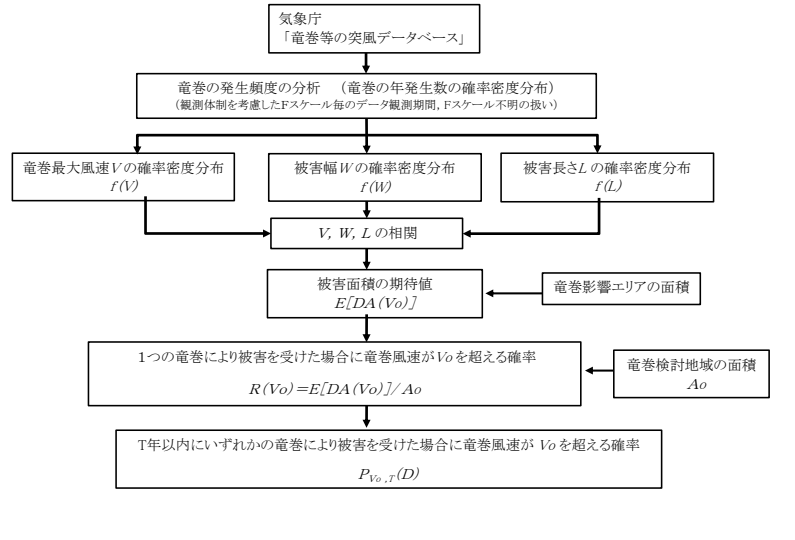 気象庁
「竜巻等の突風データベース」
竜巻の発生頻度の分析　（竜巻の年発生数の確率密度分布）
（観測体制を考慮したFスケール毎のデータ観測期間，Fスケール不明の扱い）
竜巻最大風速Vの確率密度分布
f(V)
被害幅Wの確率密度分布
f(W)
被害長さLの確率密度分布
f(L)
V, W, Lの相関
被害面積の期待値
E[DA(Vo)]
竜巻影響エリアの面積
1つの竜巻により被害を受けた場合に竜巻風速がVoを超える確率
R(Vo)=E[DA(Vo)]/Ao
竜巻検討地域の面積
Ao
T年以内にいずれかの竜巻により被害を受けた場合に竜巻風速が Voを超える確率
PVo,T(D)